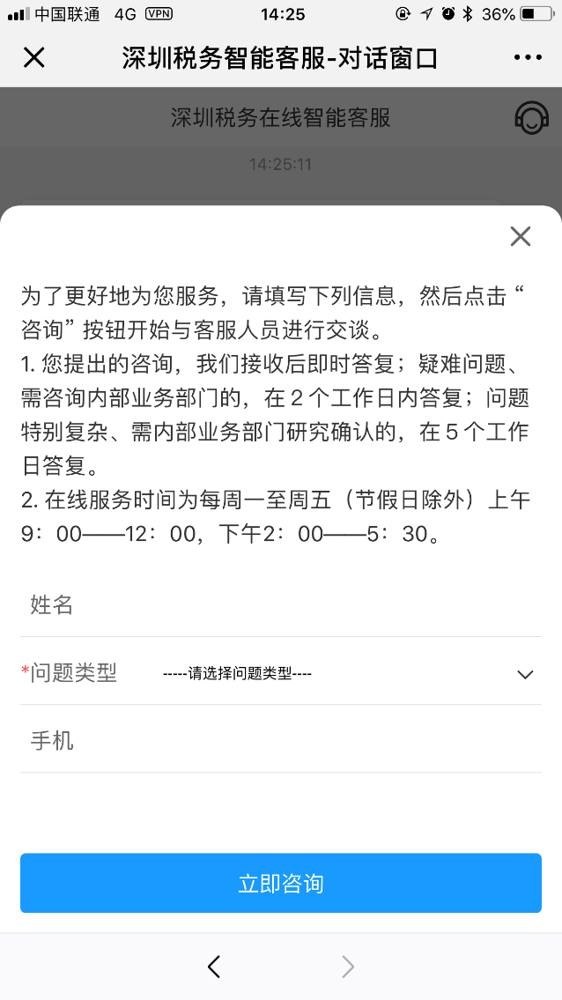 中国联通 4G VPN 14:25 36%
深圳税务智能客服-对话窗口
深圳税务在线智能客服
14:25:11
为了更好地为您服务，请填写下列信息，然后点击“
咨询”按钮开始与客服人员进行交谈。
1. 您提出的咨询，我们接收后即时答复；疑难问题、
需咨询内部业务部门的，在２个工作日内答复；问题
特别复杂、需内部业务部门研究确认的，在５个工作
日答复。
2. 在线服务时间为每周一至周五（节假日除外）上午
9：00——12：00，下午2：00——5：30。
姓名
*问题类型 -----请选择问题类型----
手机
立即咨询